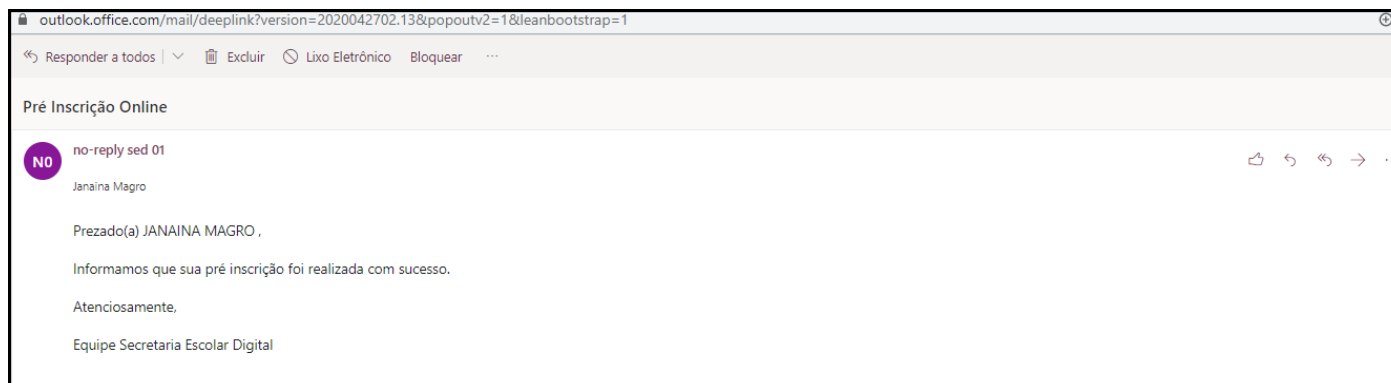 outlook.office.com/mail/deeplink?version=2020042702.13&popoutv2=1&leanbootstrap=1
Responder a todos Excluir Lixo Eletrônico Bloquear ...
Pré Inscrição Online
N0 no-reply sed 01
Janaina Magro
Prezado(a) JANAINA MAGRO ,
Informamos que sua pré inscrição foi realizada com sucesso.
Atenciosamente,
Equipe Secretaria Escolar Digital